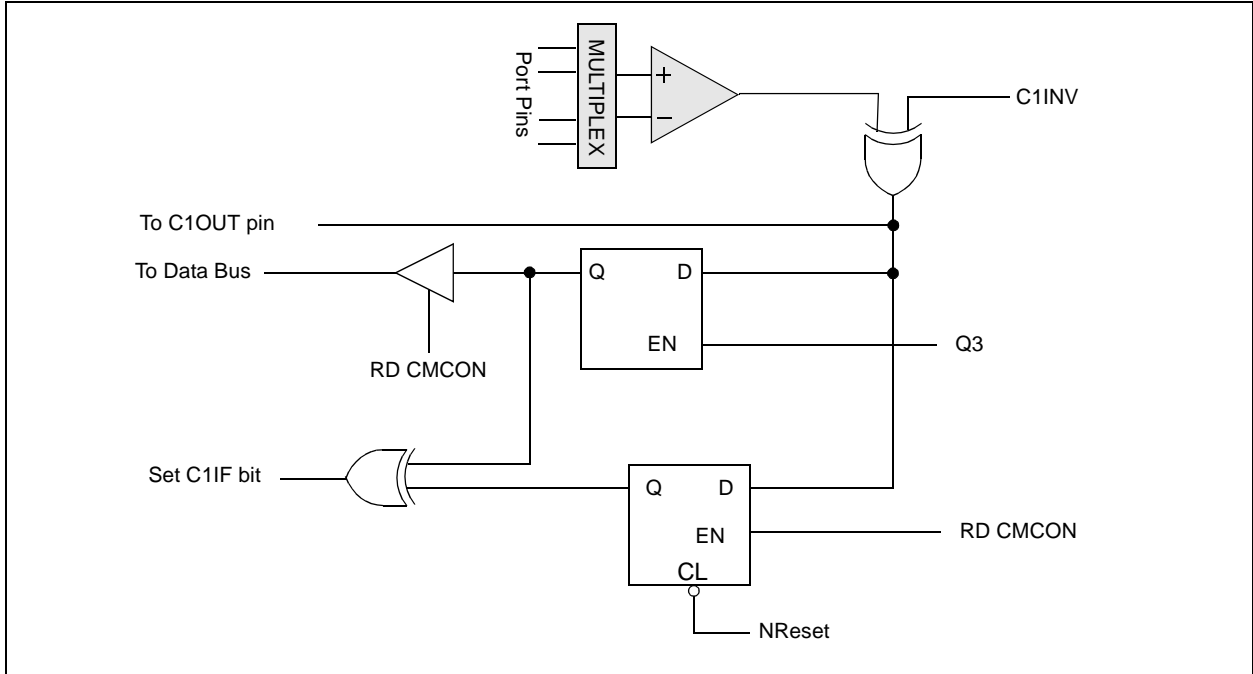 Port Pins
MULTIPLEX
+
−
C1INV
To C1OUT pin
To Data Bus
Q
D
EN
Q3
RD CMCON
Set C1IF bit
Q
D
EN
RD CMCON
CL
NReset